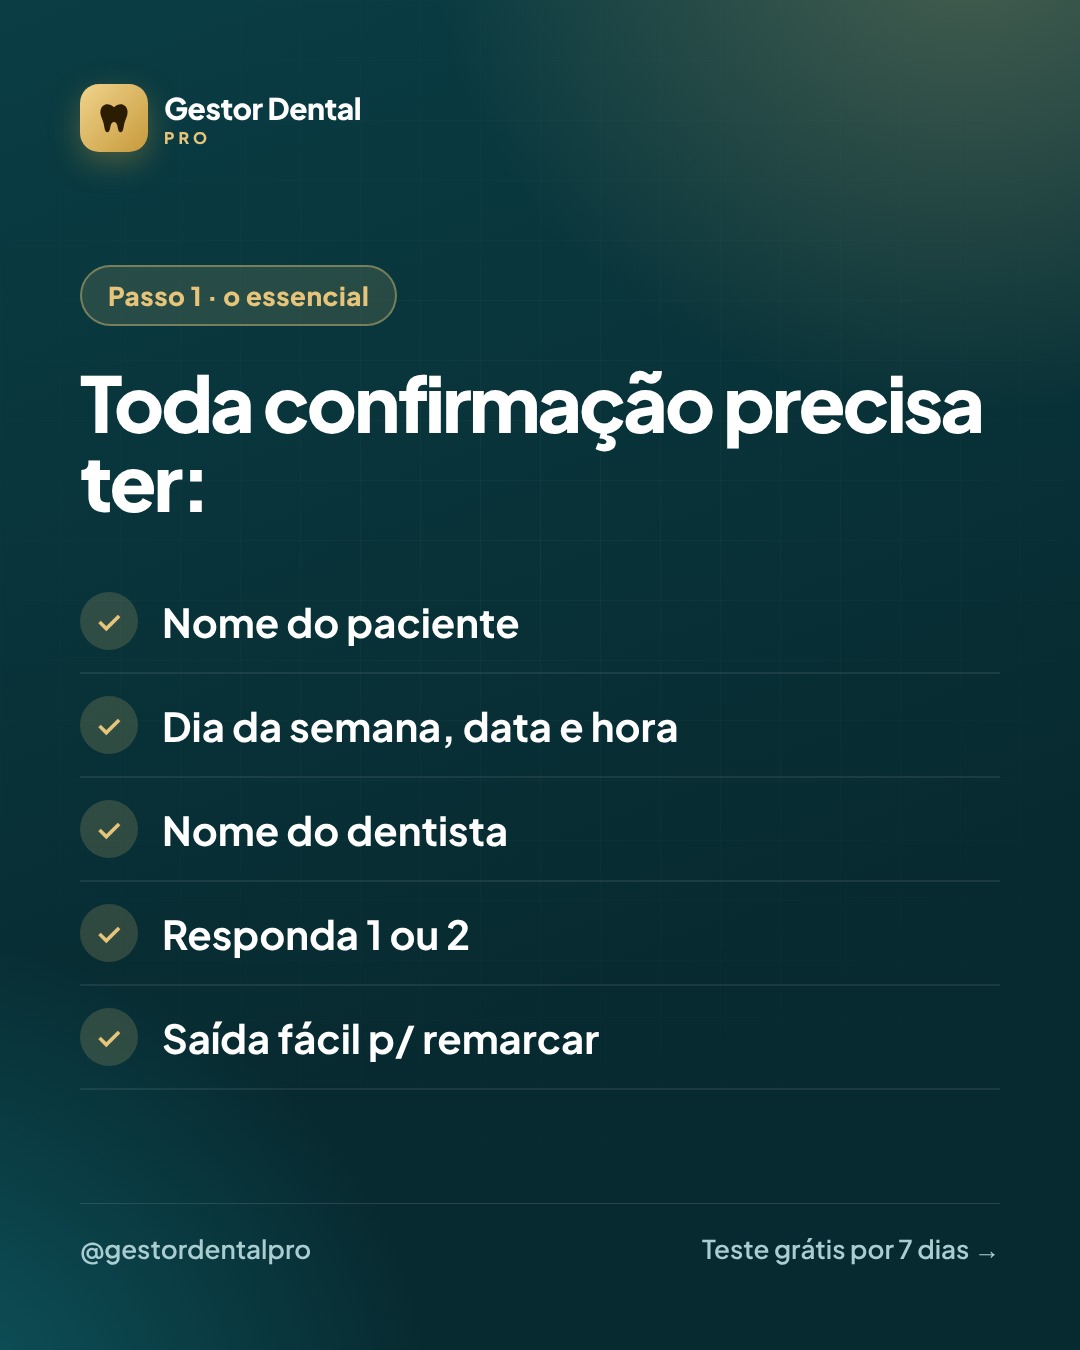 Gestor Dental
PRO
Passo 1 · o essencial
Toda confirmação precisa
ter:
Nome do paciente
Dia da semana, data e hora
Nome do dentista
Responda 1 ou 2
Saída fácil p/ remarcar
@gestordentalpro
Teste grátis por 7 dias →